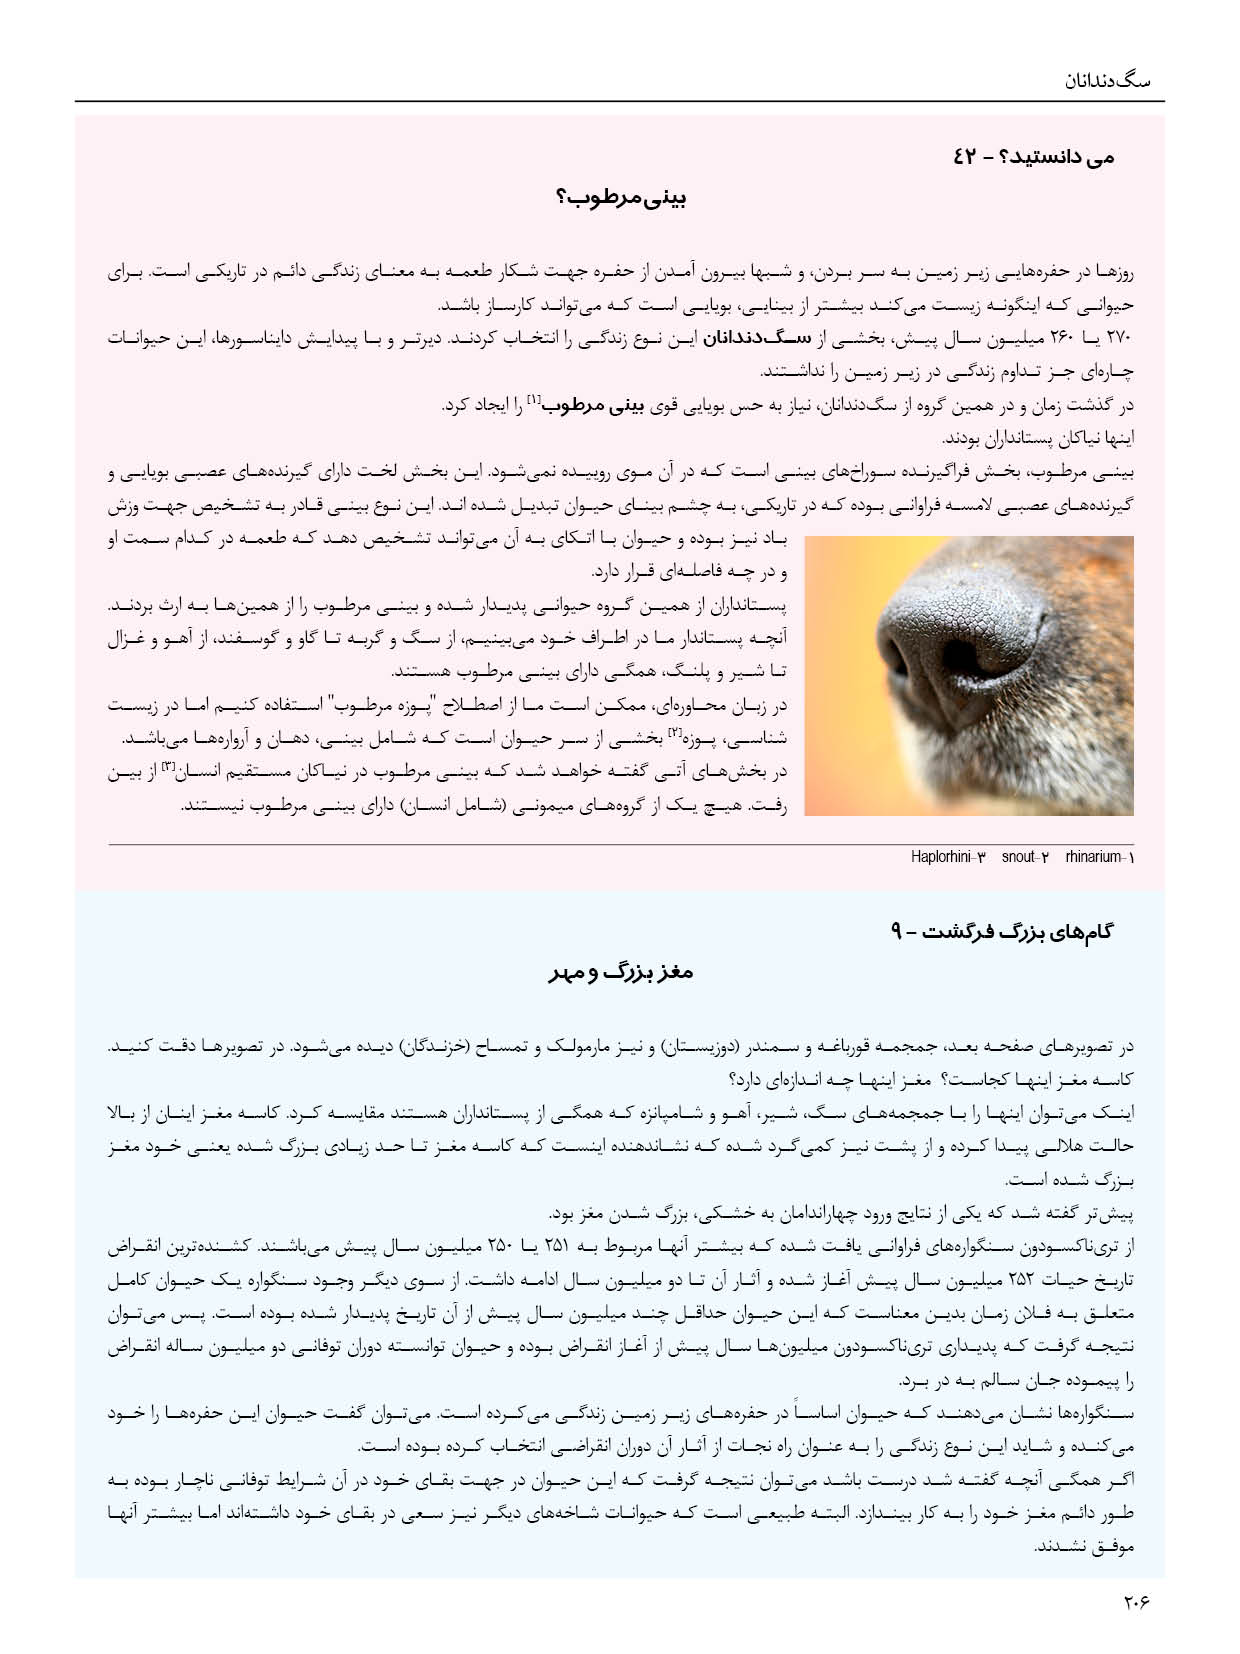 سگ‌دندانان
می دانستید؟ - ٤٢
بینی مرطوب؟
روزها در حفره‌هایی زیر زمین به سر بردن، و شبها بیرون آمدن از حفره جهت شکار طعمه به معنای زندگی دائم در تاریکی است. برای
حیوانی که اینگونه زیست می‌کند بیشتر از بینایی، بویایی است که می‌تواند کارساز باشد.
۲۷۰ یا ۲۶۰ میلیون سال پیش، بخشی از سگ‌دندانان این نوع زندگی را انتخاب کردند. دیرتر و با پیدایش دایناسورها، این حیوانات
چاره‌ای جز تداوم زندگی در زیر زمین را نداشتند.
در گذشت زمان و در همین گروه از سگ‌دندانان، نیاز به حس بویایی قوی بینی مرطوب[۱] را ایجاد کرد.
اینها نیاکان پستانداران بودند.
بینی مرطوب، بخش فراگیرنده سوراخ‌های بینی است که در آن موی روییده نمی‌شود. این بخش لخت دارای گیرنده‌های عصبی بویایی و
گیرنده‌های عصبی لامسه فراوانی بوده که در تاریکی، به چشم بینای حیوان تبدیل شده اند. این نوع بینی قادر به تشخیص جهت وزش
باد نیز بوده و حیوان با اتکای به آن می‌تواند تشخیص دهد که طعمه در کدام سمت او
و در چه فاصله‌ای قرار دارد.
پستانداران از همین گروه حیوانی پدیدار شده و بینی مرطوب را از همین‌ها به ارث بردند.
آنچه پستاندار ما در اطراف خود می‌بینیم، از سگ و گربه تا گاو و گوسفند، از آهو و غزال
تا شیر و پلنگ، همگی دارای بینی مرطوب هستند.
در زبان محاوره‌ای، ممکن است ما از اصطلاح "پوزه مرطوب" استفاده کنیم اما در زیست
شناسی، پوزه[۲] بخشی از سر حیوان است که شامل بینی، دهان و آرواره‌ها می‌باشد.
در بخش‌های آتی گفته خواهد شد که بینی مرطوب در نیاکان مستقیم انسان[۳] از بین
رفت. هیچ یک از گروه‌های میمونی (شامل انسان) دارای بینی مرطوب نیستند.
۱-rhinarium ۲-snout ۳-Haplorhini
گام‌های بزرگ فرگشت - ۹
مغز بزرگ و مهر
در تصویرهای صفحه بعد، جمجمه قورباغه و سمندر (دوزیستان) و نیز مارمولک و تمساح (خزندگان) دیده می‌شود. در تصویرها دقت کنید.
کاسه مغز اینها کجاست؟ مغز اینها چه اندازه‌ای دارد؟
اینک می‌توان اینها را با جمجمه‌های سگ، شیر، آهو و شامپانزه که همگی از پستانداران هستند مقایسه کرد. کاسه مغز اینان از بالا
حالت هلالی پیدا کرده و از پشت نیز کمی‌گرد شده که نشاندهنده اینست که کاسه مغز تا حد زیادی بزرگ شده یعنی خود مغز
بزرگ شده است.
پیش‌تر گفته شد که یکی از نتایج ورود چهاراندامان به خشکی، بزرگ شدن مغز بود.
از تری‌ناکسودون سنگواره‌های فراوانی یافت شده که بیشتر آنها مربوط به ۲۵۱ یا ۲۵۰ میلیون سال پیش می‌باشند. کشنده‌ترین انقراض
تاریخ حیات ۲۵۲ میلیون سال پیش آغاز شده و آثار آن تا دو میلیون سال ادامه داشت. از سوی دیگر وجود سنگواره یک حیوان کامل
متعلق به فلان زمان بدین معناست که این حیوان حداقل چند میلیون سال پیش از آن تاریخ پدیدار شده بوده است. پس می‌توان
نتیجه گرفت که پدیداری تری‌ناکسودون میلیون‌ها سال پیش از آغاز انقراض بوده و حیوان توانسته دوران توفانی دو میلیون ساله انقراض
را پیموده جان سالم به در برد.
سنگواره‌ها نشان می‌دهند که حیوان اساساً در حفره‌های زیر زمین زندگی می‌کرده است. می‌توان گفت حیوان این حفره‌ها را خود
می‌کنده و شاید این نوع زندگی را به عنوان راه نجات از آثار آن دوران انقراضی انتخاب کرده بوده است.
اگر همگی آنچه گفته شد درست باشد می‌توان نتیجه گرفت که این حیوان در جهت بقای خود در آن شرایط توفانی ناچار بوده به
طور دائم مغز خود را به کار بیندازد. البته طبیعی است که حیوانات شاخه‌های دیگر نیز سعی در بقای خود داشته‌اند اما بیشتر آنها
موفق نشدند.
۲۰۶